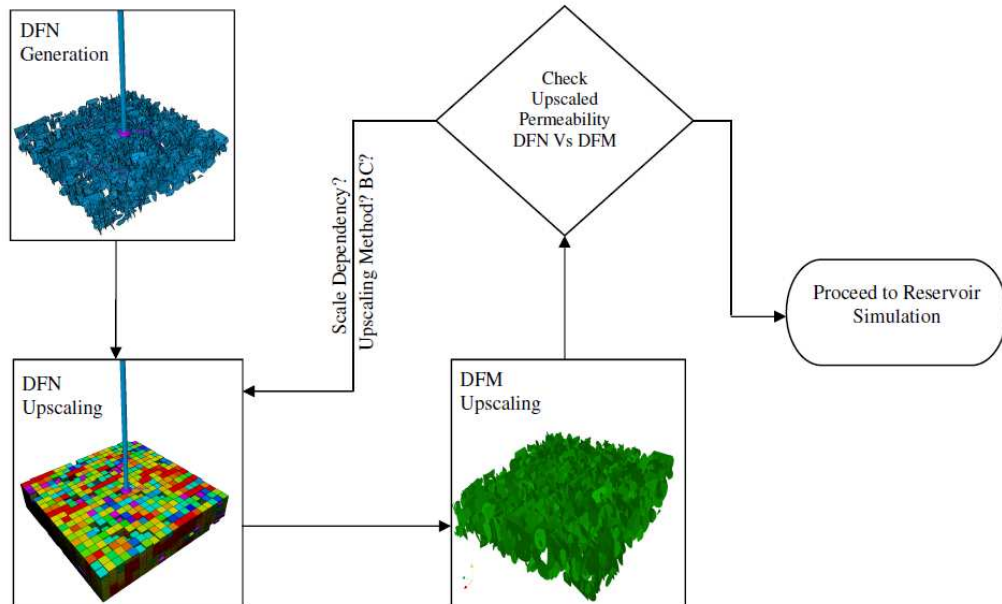 DFN
Generation
Check
Upscaled
Permeability
DFN Vs DFM
Scale Dependency?
Upscaling Method? BC?
Proceed to Reservoir
Simulation
DFN
Upscaling
DFM
Upscaling